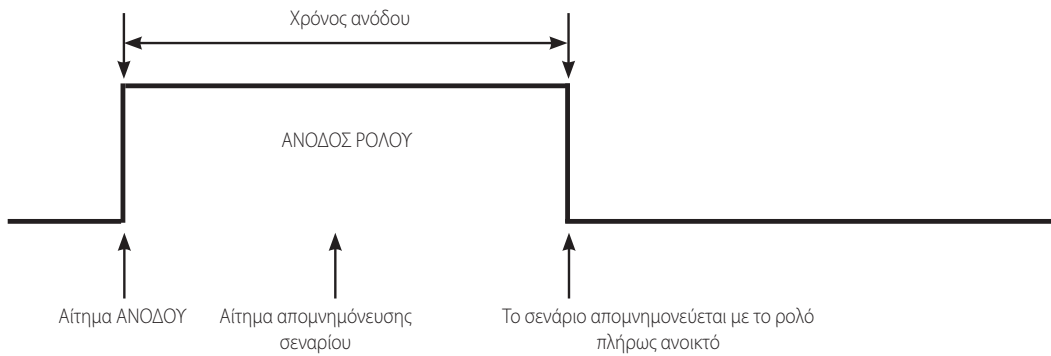 Χρόνος ανόδου
ΑΝΟΔΟΣ ΡΟΛΟΥ
Αίτημα ΑΝΟΔΟΥ
Αίτημα απομνημόνευσης
σεναρίου
Το σενάριο απομνημονεύεται με το ρολό
πλήρως ανοικτό